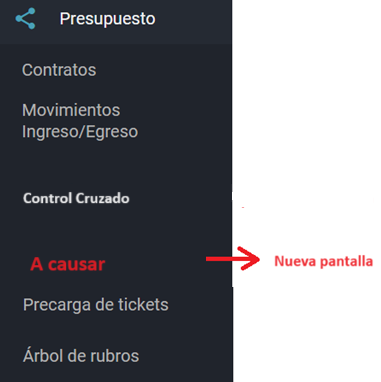 Presupuesto
Contratos
Movimientos
Ingreso/Egreso
Control Cruzado
A causar
Nueva pantalla
Precarga de tickets
Árbol de rubros